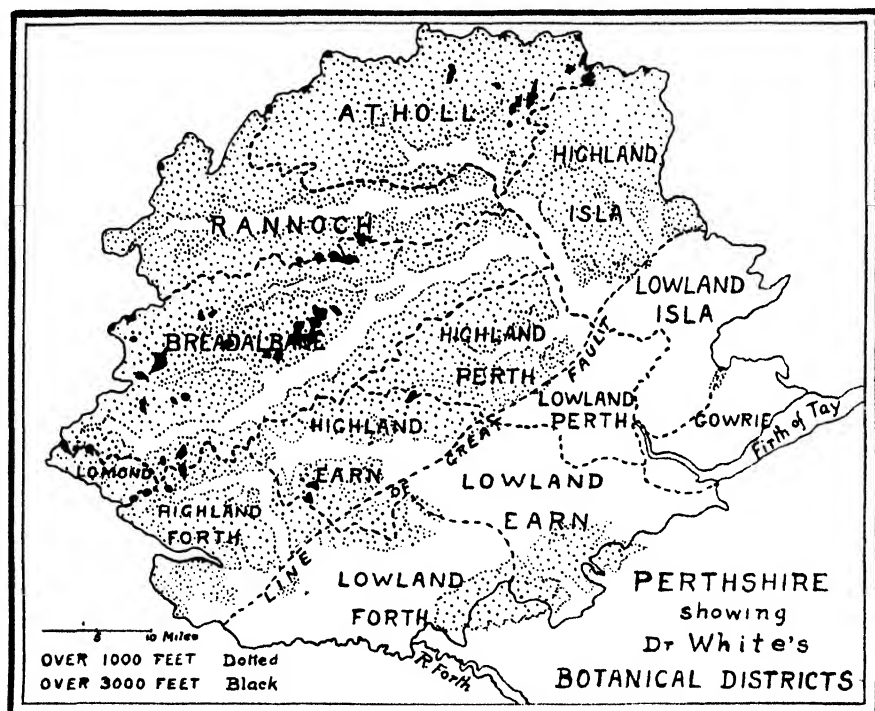 ATHOLL
HIGHLAND
ISLA
RANNOCH
LOWLAND
ISLA
BREADALBANE
HIGHLAND
PERTH
LOWLAND
PERTH
GOWRIE
Firth of Tay
HIGHLAND
EARN
LINE OF GREAT FAULT
LOMOND
LOWLAND
EARN
HIGHLAND
FORTH
LOWLAND
FORTH
R. Forth
PERTHSHIRE
showing
Dr White's
BOTANICAL DISTRICTS
5 10 Miles
OVER 1000 FEET Dotted
OVER 3000 FEET Black